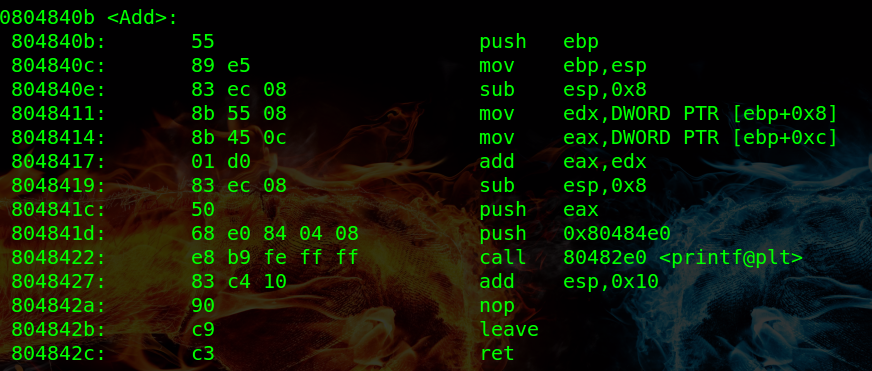 0804840b <Add>:
804840b: 55 push ebp
804840c: 89 e5 mov ebp,esp
804840e: 83 ec 08 sub esp,0x8
8048411: 8b 55 08 mov edx,DWORD PTR [ebp+0x8]
8048414: 8b 45 0c mov eax,DWORD PTR [ebp+0xc]
8048417: 01 d0 add eax,edx
8048419: 83 ec 08 sub esp,0x8
804841c: 50 push eax
804841d: 68 e0 84 04 08 push 0x80484e0
8048422: e8 b9 fe ff ff call 80482e0 <printf@plt>
8048427: 83 c4 10 add esp,0x10
804842a: 90 nop
804842b: c9 leave
804842c: c3 ret